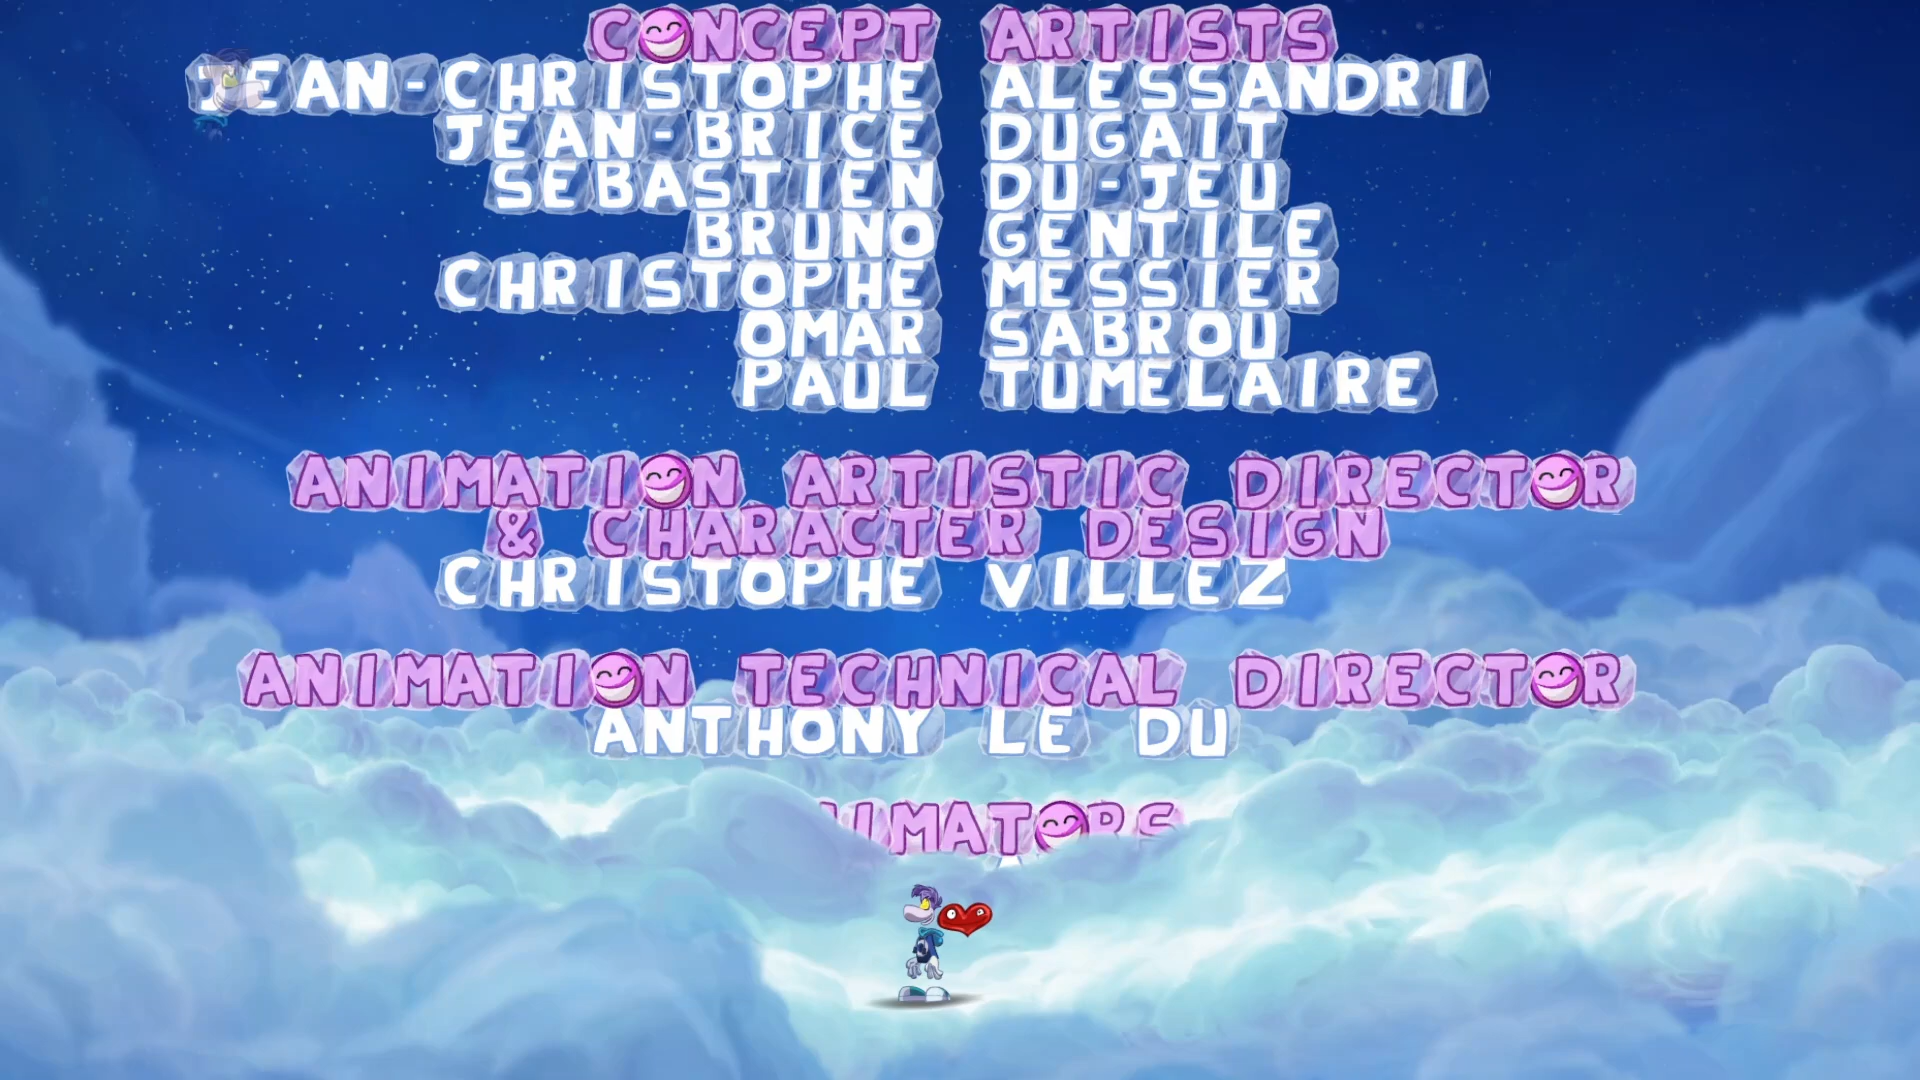 CONCEPT ARTISTS
JEAN-CHRISTOPHE ALESSANDRI
JEAN-BRICE DUGAIT
SEBASTIEN DU-JEU
BRUNO GENTILE
CHRISTOPHE MESSIER
OMAR SABROU
PAUL TUMELAIRE
ANIMATION ARTISTIC DIRECTOR
& CHARACTER DESIGN
CHRISTOPHE VILLEZ
ANIMATION TECHNICAL DIRECTOR
ANTHONY LE DU
ANIMATORS